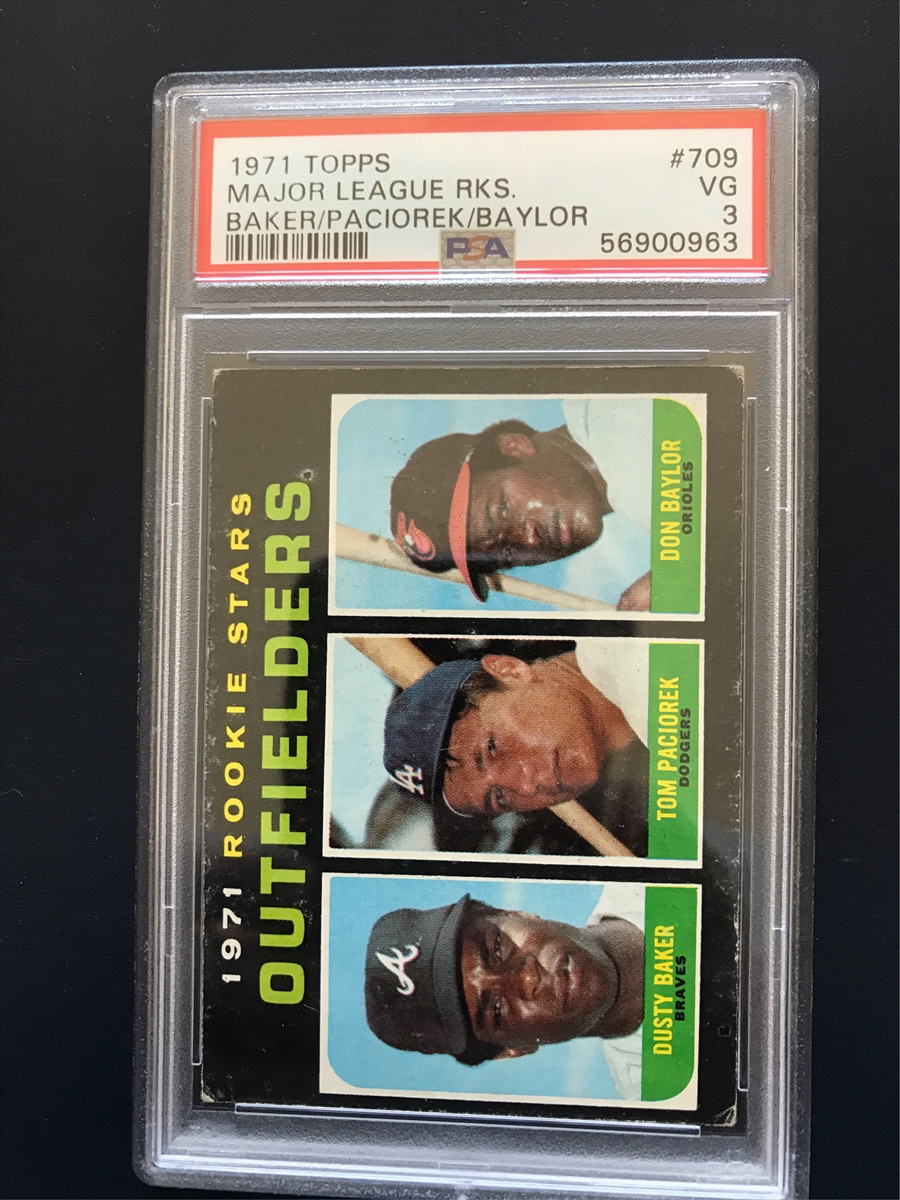 1971 TOPPS #709
MAJOR LEAGUE RKS. VG
BAKER/PACIOREK/BAYLOR 3
PSA 56900963
1971 ROOKIE STARS
OUTFIELDERS
A
DUSTY BAKER
BRAVES
LA
TOM PACIOREK
DODGERS
DON BAYLOR
ORIOLES